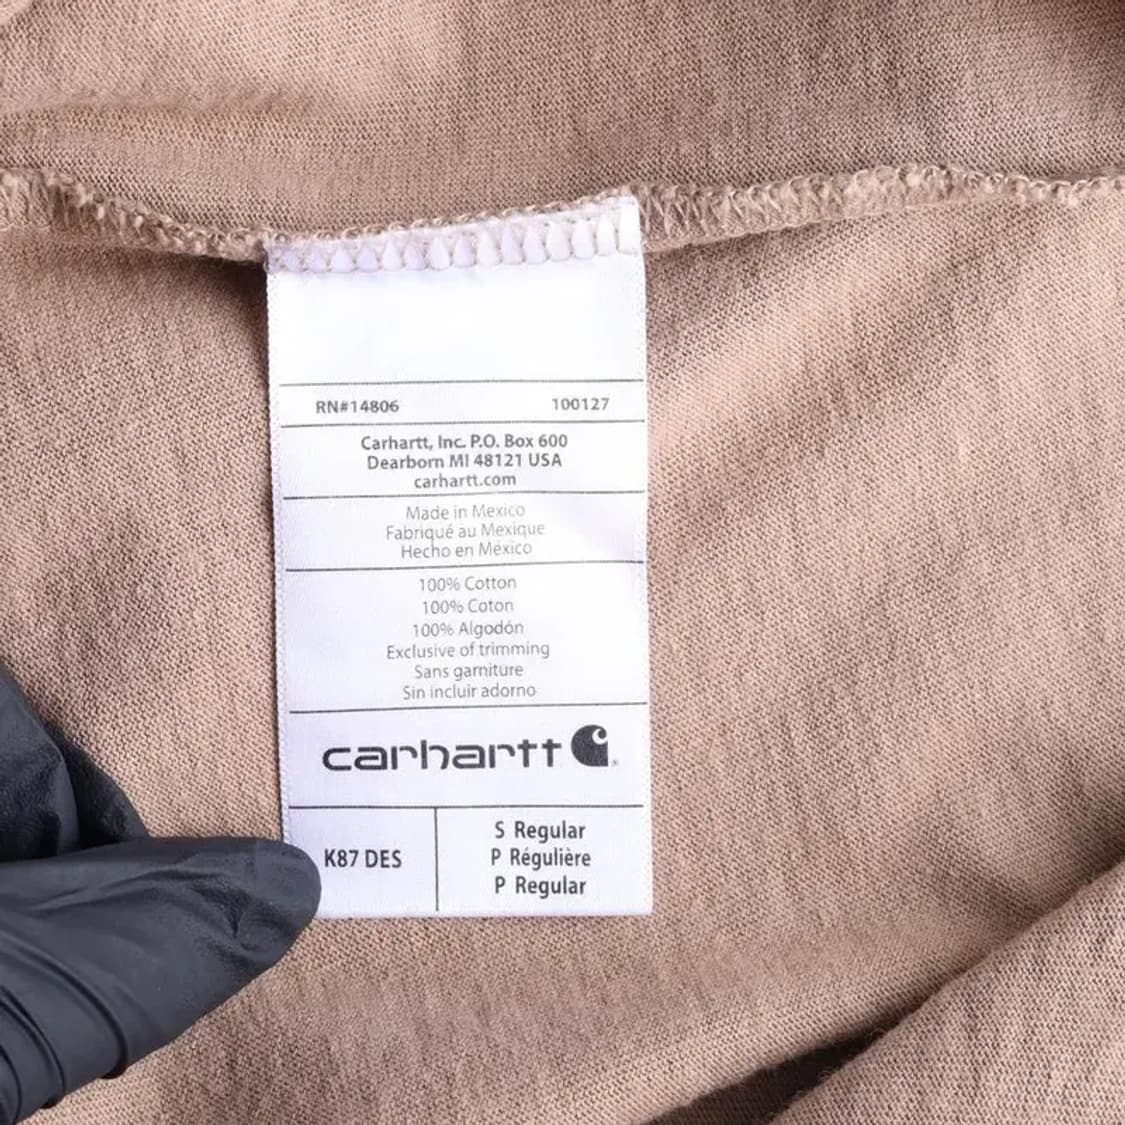 RN#14806 100127
Carhartt, Inc. P.O. Box 600
Dearborn MI 48121 USA
carhartt.com
Made in Mexico
Fabriqué au Mexique
Hecho en México
100% Cotton
100% Coton
100% Algodón
Exclusive of trimming
Sans garniture
Sin incluir adorno
carhartt
K87 DES
S Regular
P Régulière
P Regular